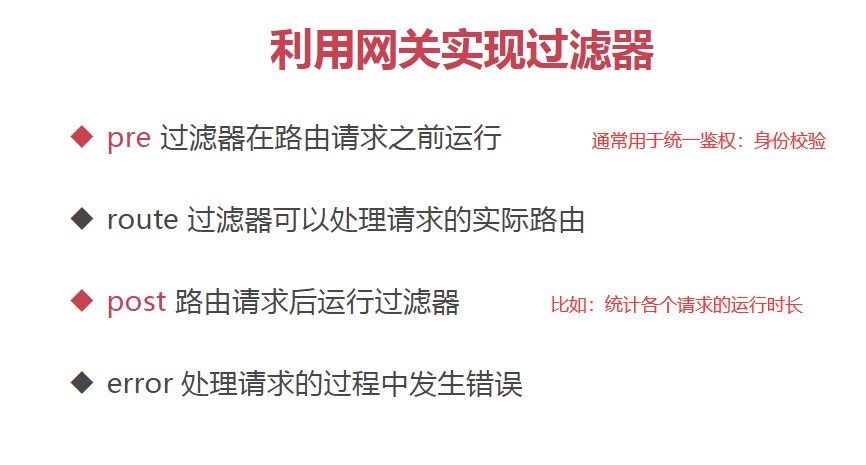 利用网关实现过滤器
pre 过滤器在路由请求之前运行 通常用于统一鉴权：身份校验
route 过滤器可以处理请求的实际路由
post 路由请求后运行过滤器 比如：统计各个请求的运行时长
error 处理请求的过程中发生错误